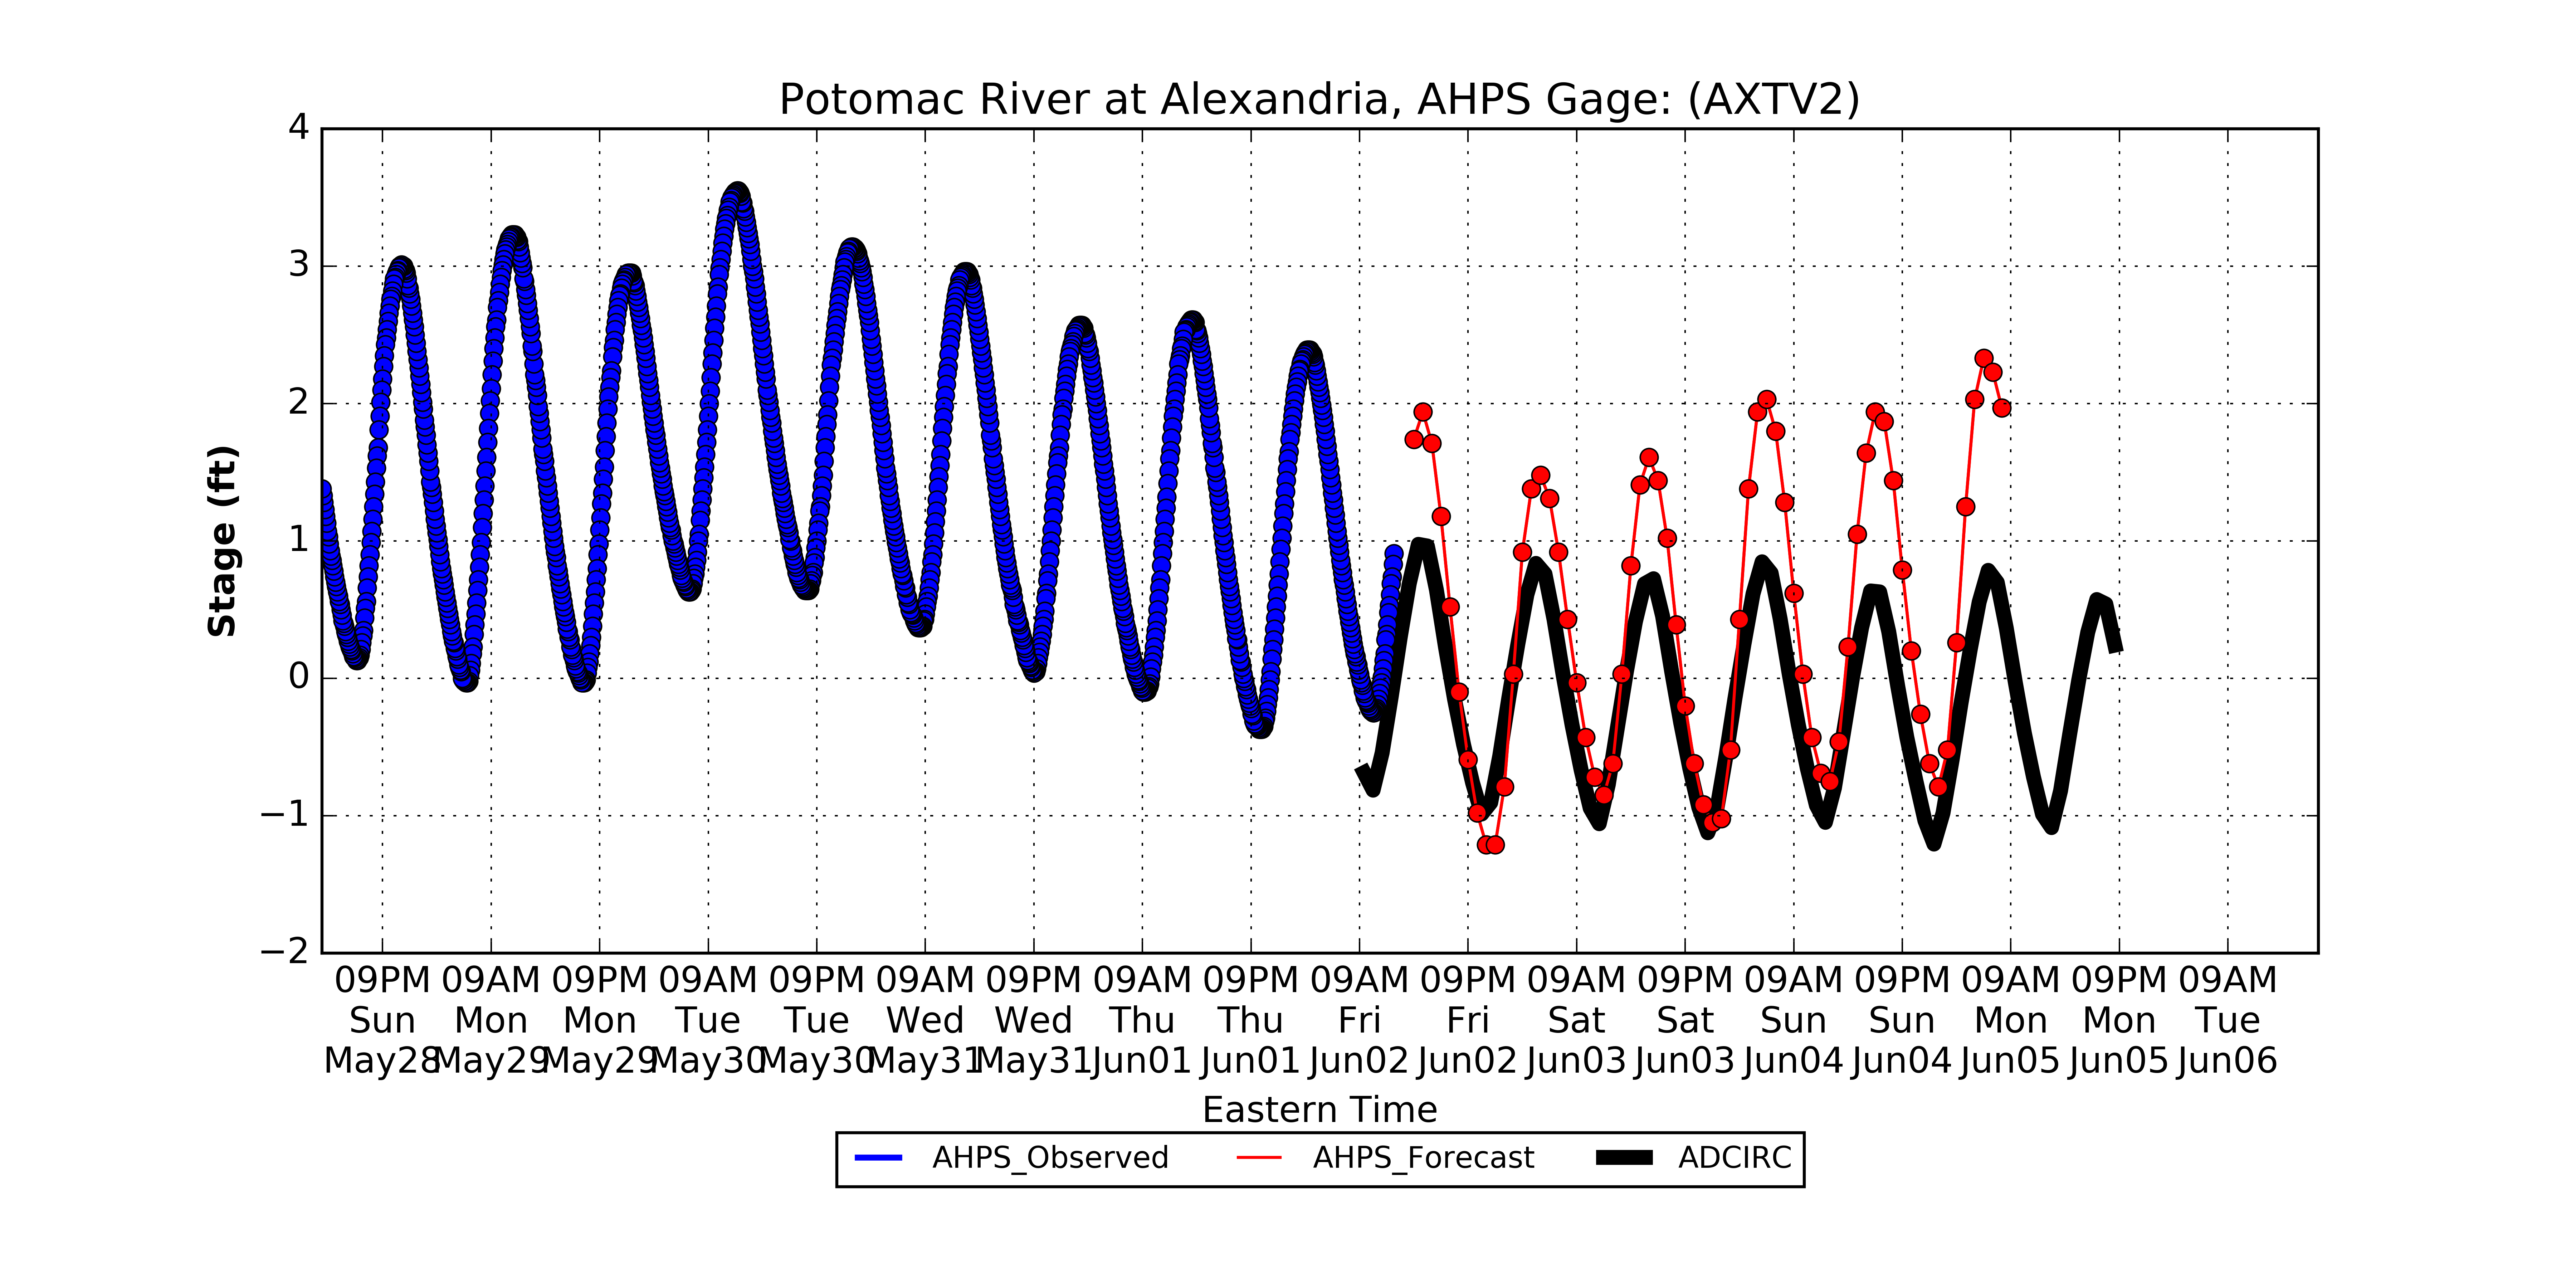 Potomac River at Alexandria, AHPS Gage: (AXTV2)
4
3
2
1
0
−1
−2
Stage (ft)
09PM 09AM 09PM 09AM 09PM 09AM 09PM 09AM 09PM 09AM 09PM 09AM 09PM 09AM 09PM 09AM 09PM 09AM
Sun Mon Mon Tue Tue Wed Wed Thu Thu Fri Fri Sat Sat Sun Sun Mon Mon Tue
May28 May29 May29 May30 May30 May31 May31 Jun01 Jun01 Jun02 Jun02 Jun03 Jun03 Jun04 Jun04 Jun05 Jun05 Jun06
Eastern Time
AHPS_Observed AHPS_Forecast ADCIRC